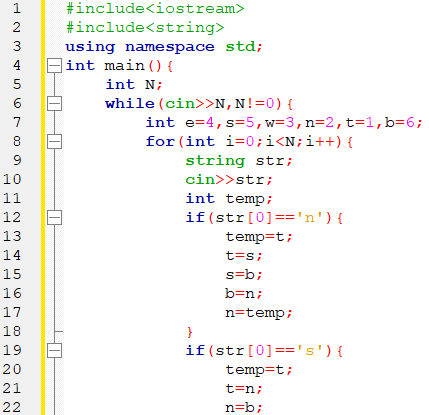 1 #include<iostream>
2 #include<string>
3 using namespace std;
4 int main(){
5 int N;
6 while(cin>>N,N!=0){
7 int e=4,s=5,w=3,n=2,t=1,b=6;
8 for(int i=0;i<N;i++){
9 string str;
10 cin>>str;
11 int temp;
12 if(str[0]=='n'){
13 temp=t;
14 t=s;
15 s=b;
16 b=n;
17 n=temp;
18 }
19 if(str[0]=='s'){
20 temp=t;
21 t=n;
22 n=b;